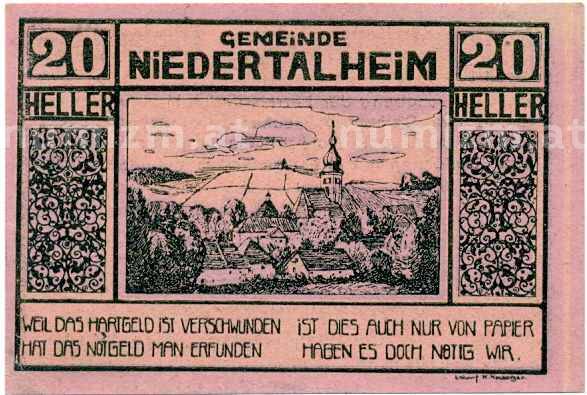 GEMEINDE
20 NIEDERTALHEIM 20
HELLER HELLER
WEIL DAS HARTGELD IST VERSCHWUNDEN IST DIES AUCH NUR VON PAPIER
HAT DAS NOTGELD MAN ERFUNDEN HABEN ES DOCH NÖTIG WIR.